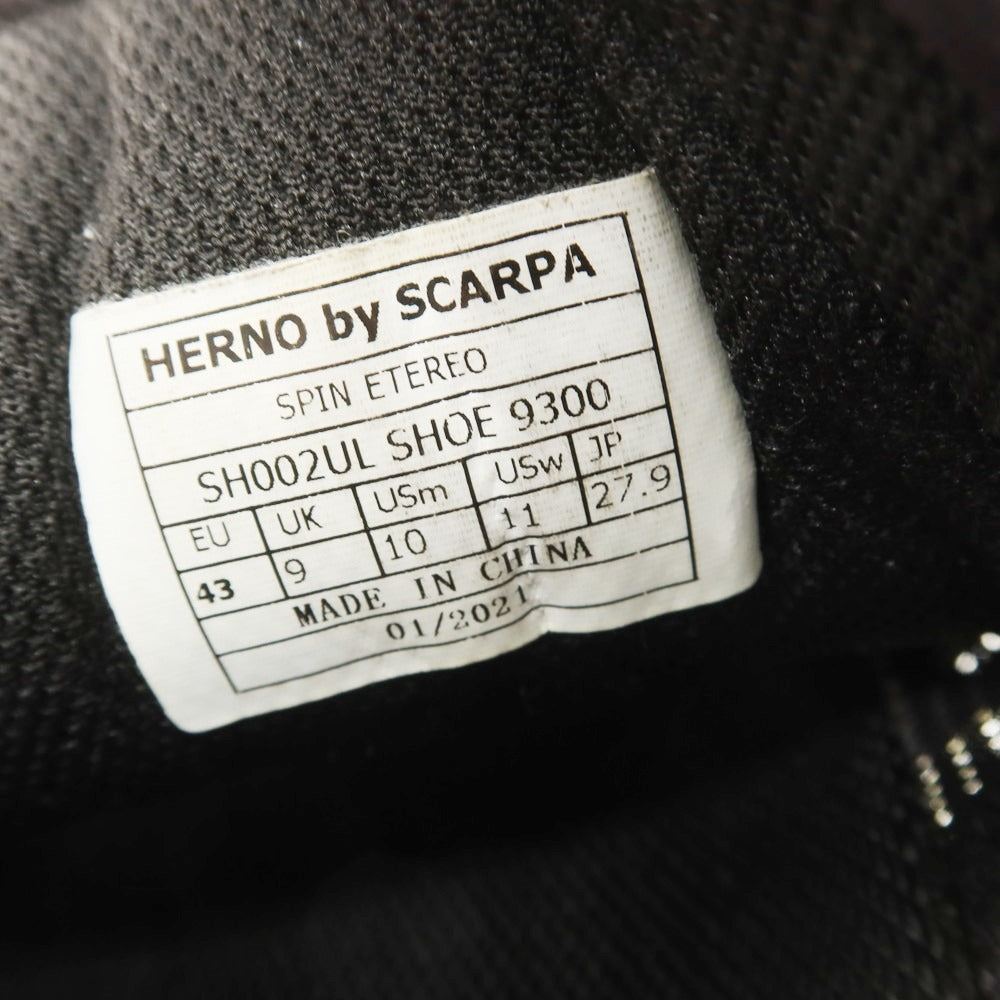 HERNO by SCARPA
SPIN ETEREO
SH002UL SHOE 9300
EU UK USm USw JP
43 9 10 11 27.9
MADE IN CHINA
01/2021